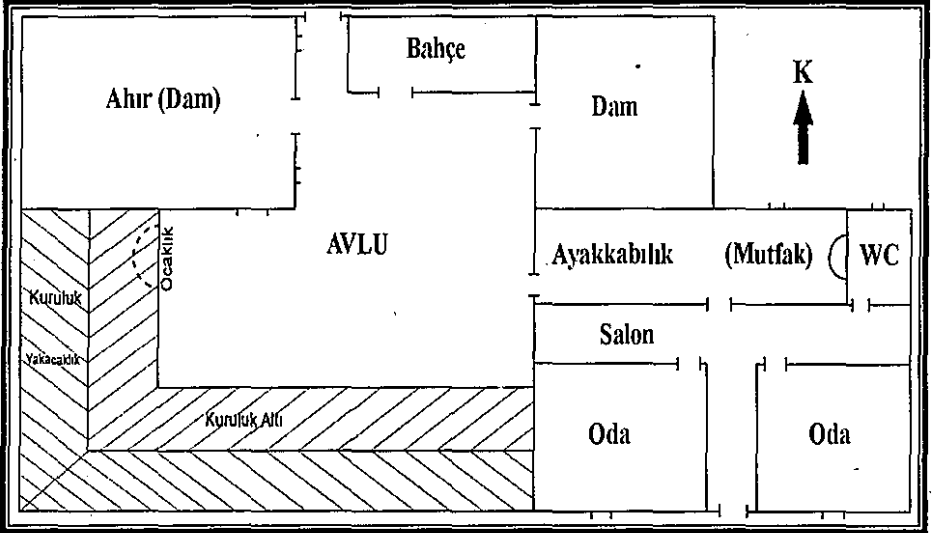 Bahçe
K
Ahır (Dam)
Dam
AVLU
Ocaklık
Ayakkabılık (Mutfak) WC
Kuruluk
Salon
Yakacaklık
Kuruluk Altı
Oda
Oda